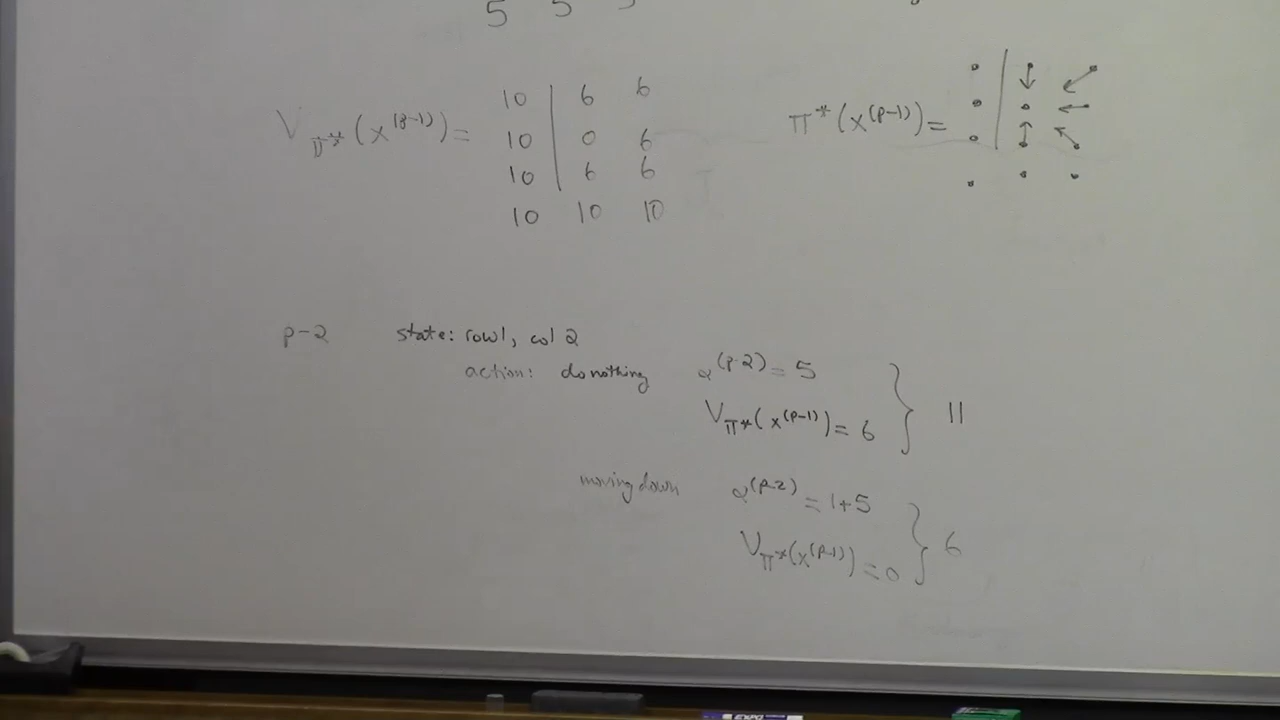 5 5 5
V_π*(x^(p-1)) =
10 | 6 6
10 | 0 6
10 | 6 6
10 10 10
π*(x^(p-1)) =
p-2 state: row1, col 2
action: do nothing α^(p-2) = 5
V_π*(x^(p-1)) = 6 } 11
moving down α^(p-2) = 1+5
V_π*(x^(p-1)) = 0 } 6
EXPO